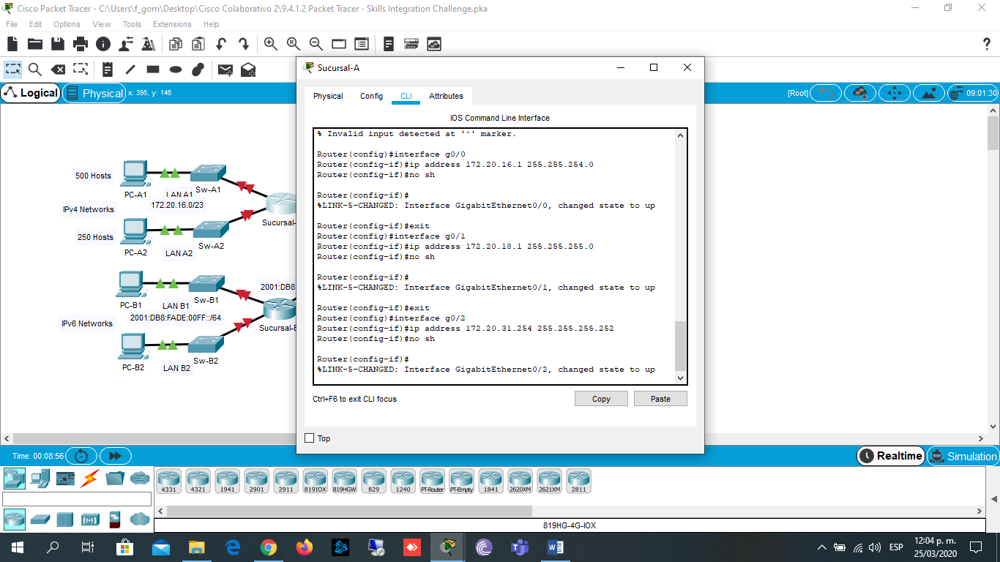 Cisco Packet Tracer - C:\Users\f_gom\Desktop\Cisco Colaborativo 2\9.4.1.2 Packet Tracer - Skills Integration Challenge.pka
File Edit Options View Tools Extensions Help
?
Logical Physical x: 395, y: 146 [Root] 09:01:30
Sucursal-A
Physical Config CLI Attributes
IOS Command Line Interface
% Invalid input detected at '^' marker.
Router(config)#interface g0/0
Router(config-if)#ip address 172.20.16.1 255.255.254.0
Router(config-if)#no sh
Router(config-if)#
%LINK-5-CHANGED: Interface GigabitEthernet0/0, changed state to up
Router(config-if)#exit
Router(config)#interface g0/1
Router(config-if)#ip address 172.20.18.1 255.255.255.0
Router(config-if)#no sh
Router(config-if)#
%LINK-5-CHANGED: Interface GigabitEthernet0/1, changed state to up
Router(config-if)#exit
Router(config)#interface g0/2
Router(config-if)#ip address 172.20.31.254 255.255.255.252
Router(config-if)#no sh
Router(config-if)#
%LINK-5-CHANGED: Interface GigabitEthernet0/2, changed state to up
Ctrl+F6 to exit CLI focus
Copy Paste
Top
500 Hosts
PC-A1
LAN A1
Sw-A1
172.20.16.0/23
IPv4 Networks
Sucursal-
250 Hosts
PC-A2
LAN A2
Sw-A2
2001:DB8:
PC-B1
LAN B1
Sw-B1
2001:DB8:FADE:00FF::/64
IPv6 Networks
Sucursal-B
PC-B2
LAN B2
Sw-B2
Time: 00:08:56 Realtime Simulation
4331 4321 1941 2901 2911 819IOX 819HGW 829 1240 PT-Router PT-Empty 1841 2620XM 2621XM 2811
819HG-4G-IOX
ESP
12:04 p. m.
25/03/2020